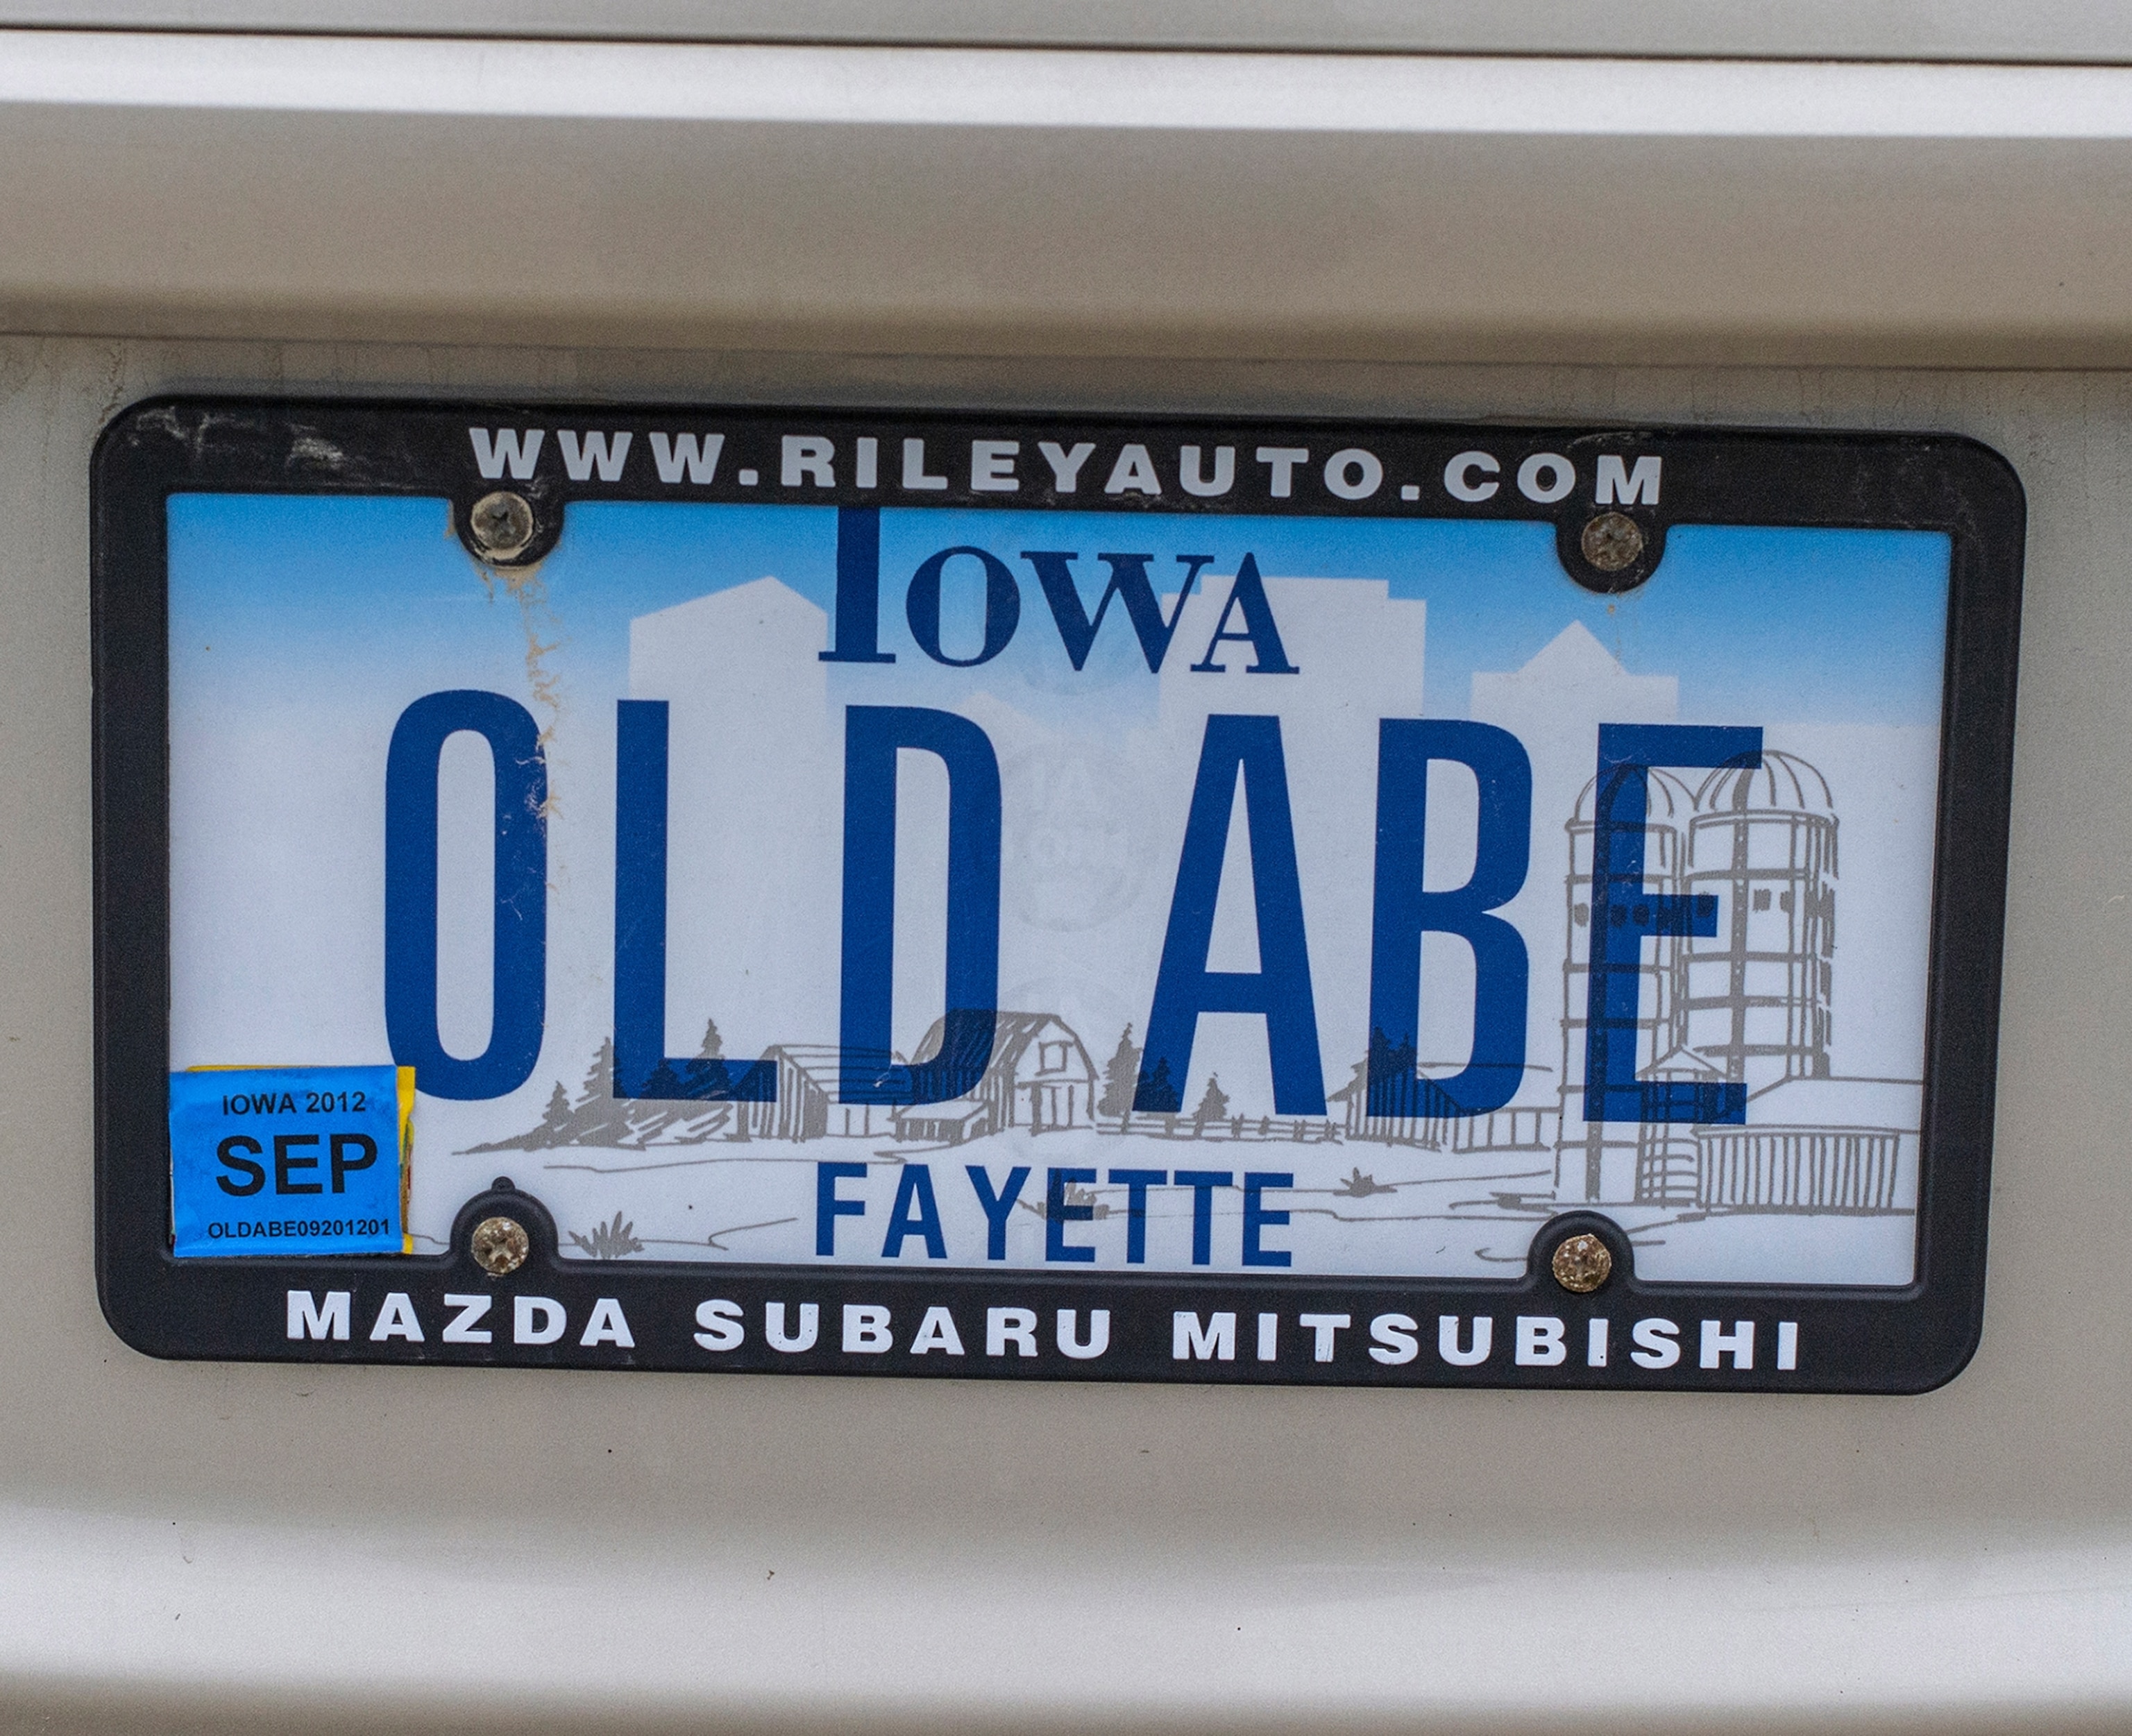 WWW.RILEYAUTO.COM
IOWA
OLD ABE
IOWA 2012
SEP
OLDABE09201201
FAYETTE
MAZDA SUBARU MITSUBISHI